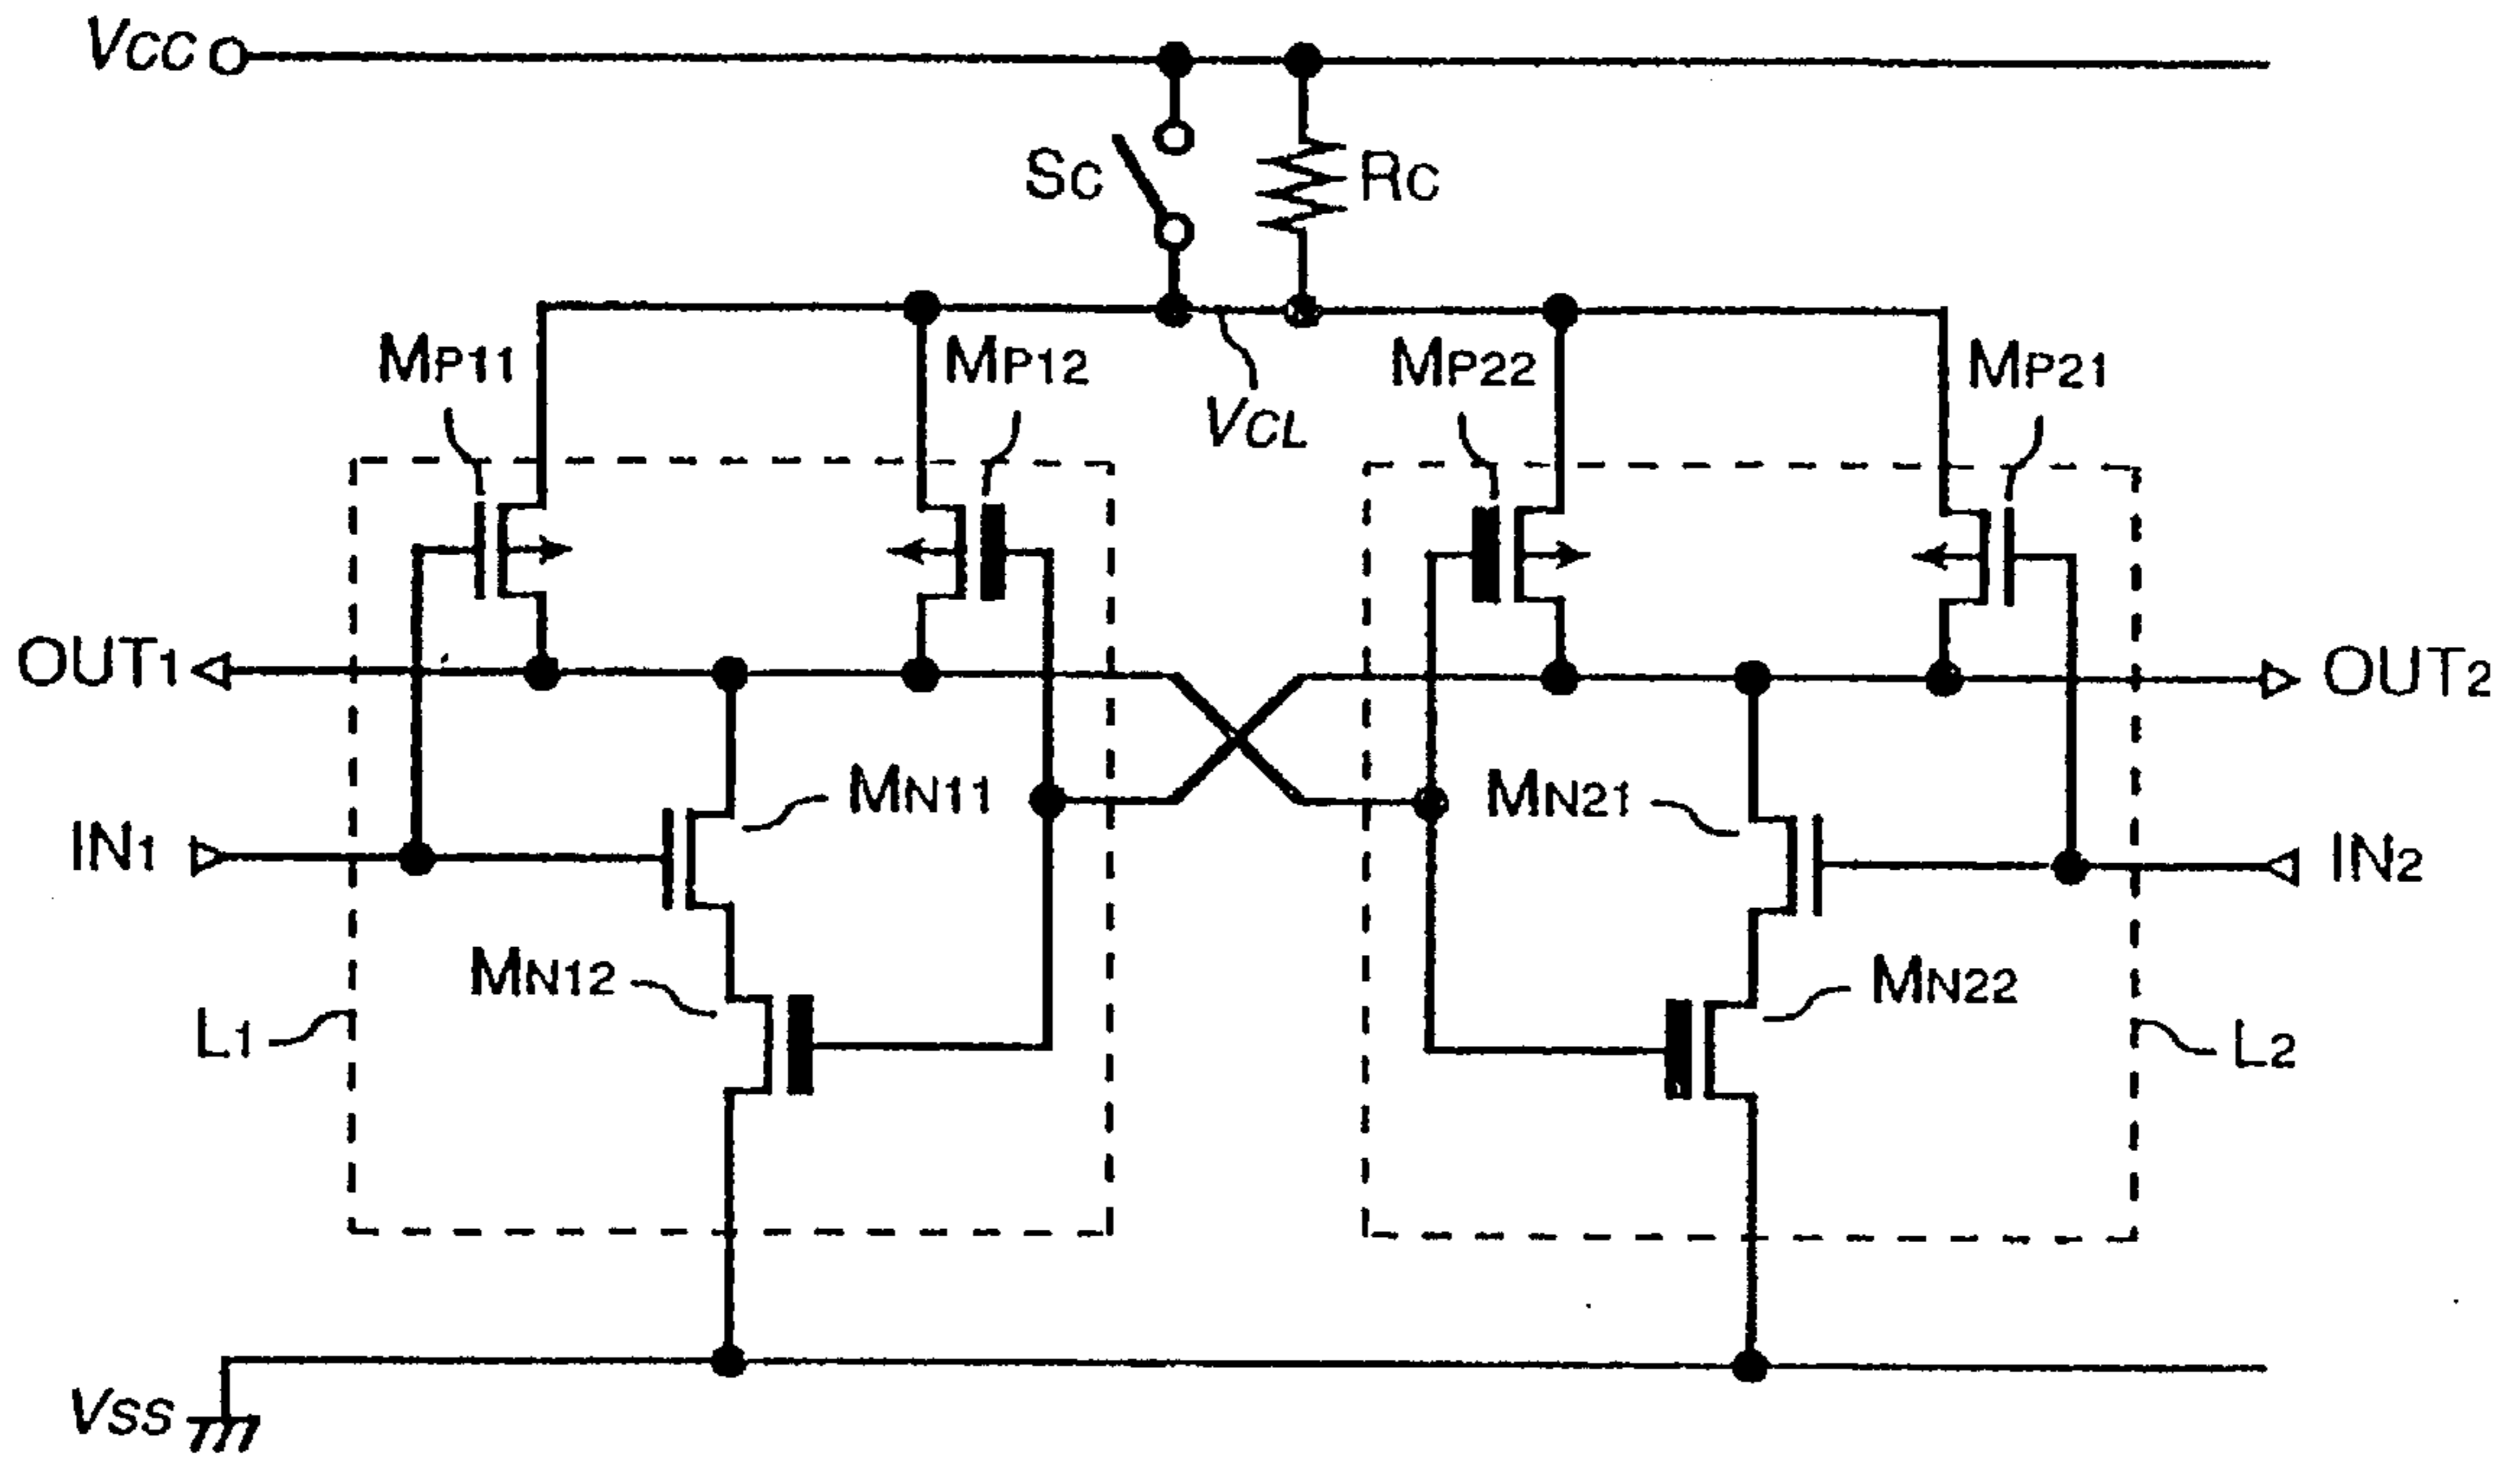 VCC
SC
RC
MP11
MP12
MP22
MP21
VCL
OUT1
OUT2
MN11
MN21
IN1
IN2
MN12
MN22
L1
L2
VSS